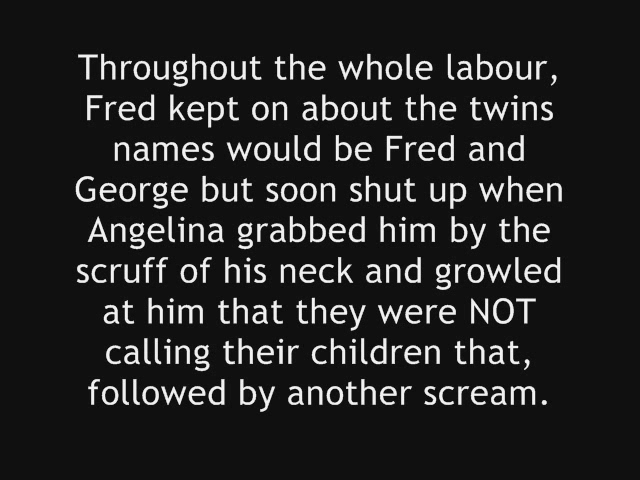 Throughout the whole labour,
Fred kept on about the twins
names would be Fred and
George but soon shut up when
Angelina grabbed him by the
scruff of his neck and growled
at him that they were NOT
calling their children that,
followed by another scream.